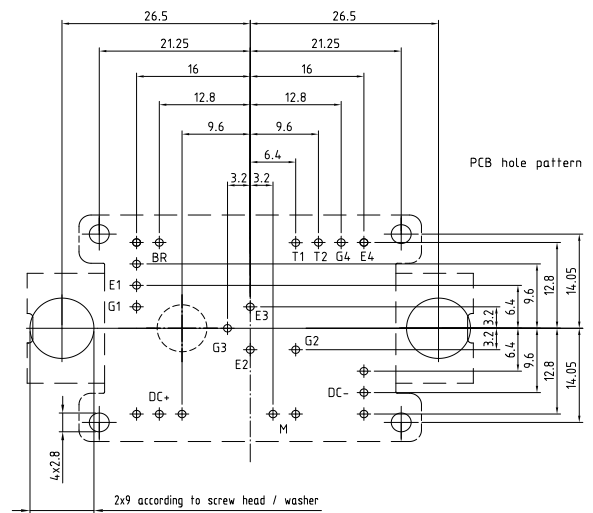 26.5 26.5
21.25 21.25
16 16
12.8 12.8
9.6 9.6
6.4
3.2 3.2
PCB hole pattern
BR T1 T2 G4 E4
E1
G1 E3
G3 G2
E2
DC-
DC+
M
3.2 6.4 9.6 12.8 14.05
3.2 6.4 9.6 12.8 14.05
4x2.8
2x9 according to screw head / washer